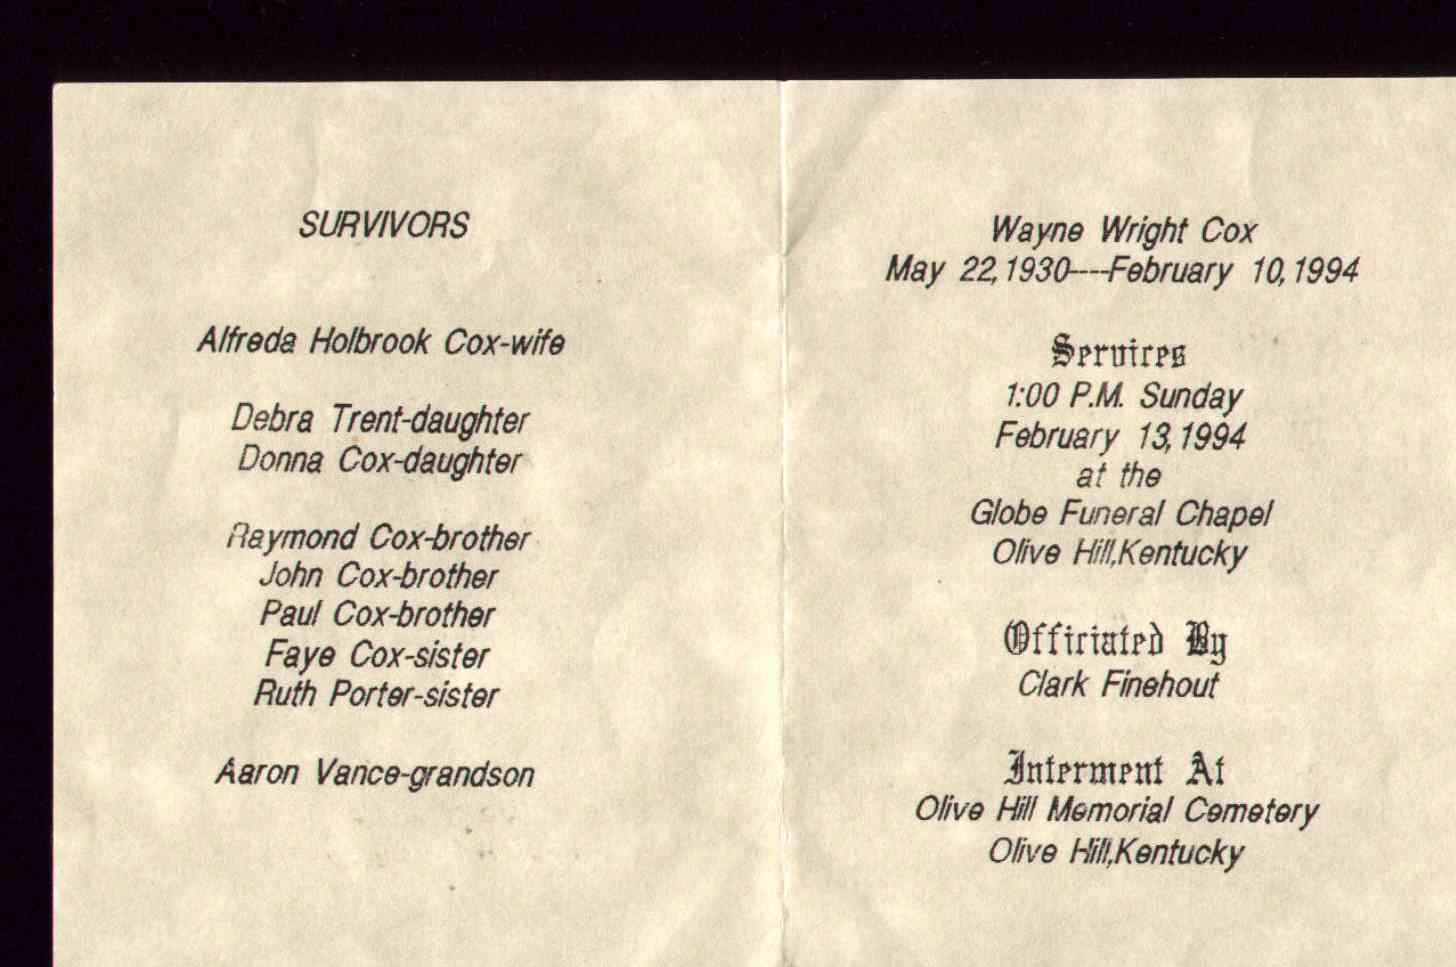 SURVIVORS
Alfreda Holbrook Cox-wife
Debra Trent-daughter
Donna Cox-daughter
Raymond Cox-brother
John Cox-brother
Paul Cox-brother
Faye Cox-sister
Ruth Porter-sister
Aaron Vance-grandson
Wayne Wright Cox
May 22,1930----February 10,1994
Services
1:00 P.M. Sunday
February 13,1994
at the
Globe Funeral Chapel
Olive Hill,Kentucky
Officiated By
Clark Finehout
Interment At
Olive Hill Memorial Cemetery
Olive Hill,Kentucky